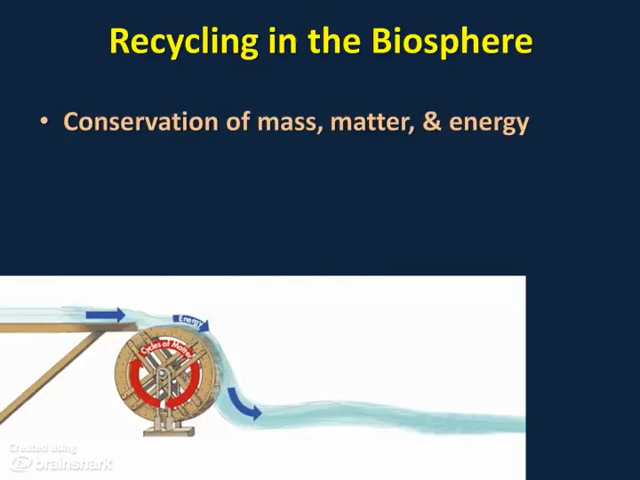 Recycling in the Biosphere
• Conservation of mass, matter, & energy
Energy
Cycles of Matter
Created using
brainshark